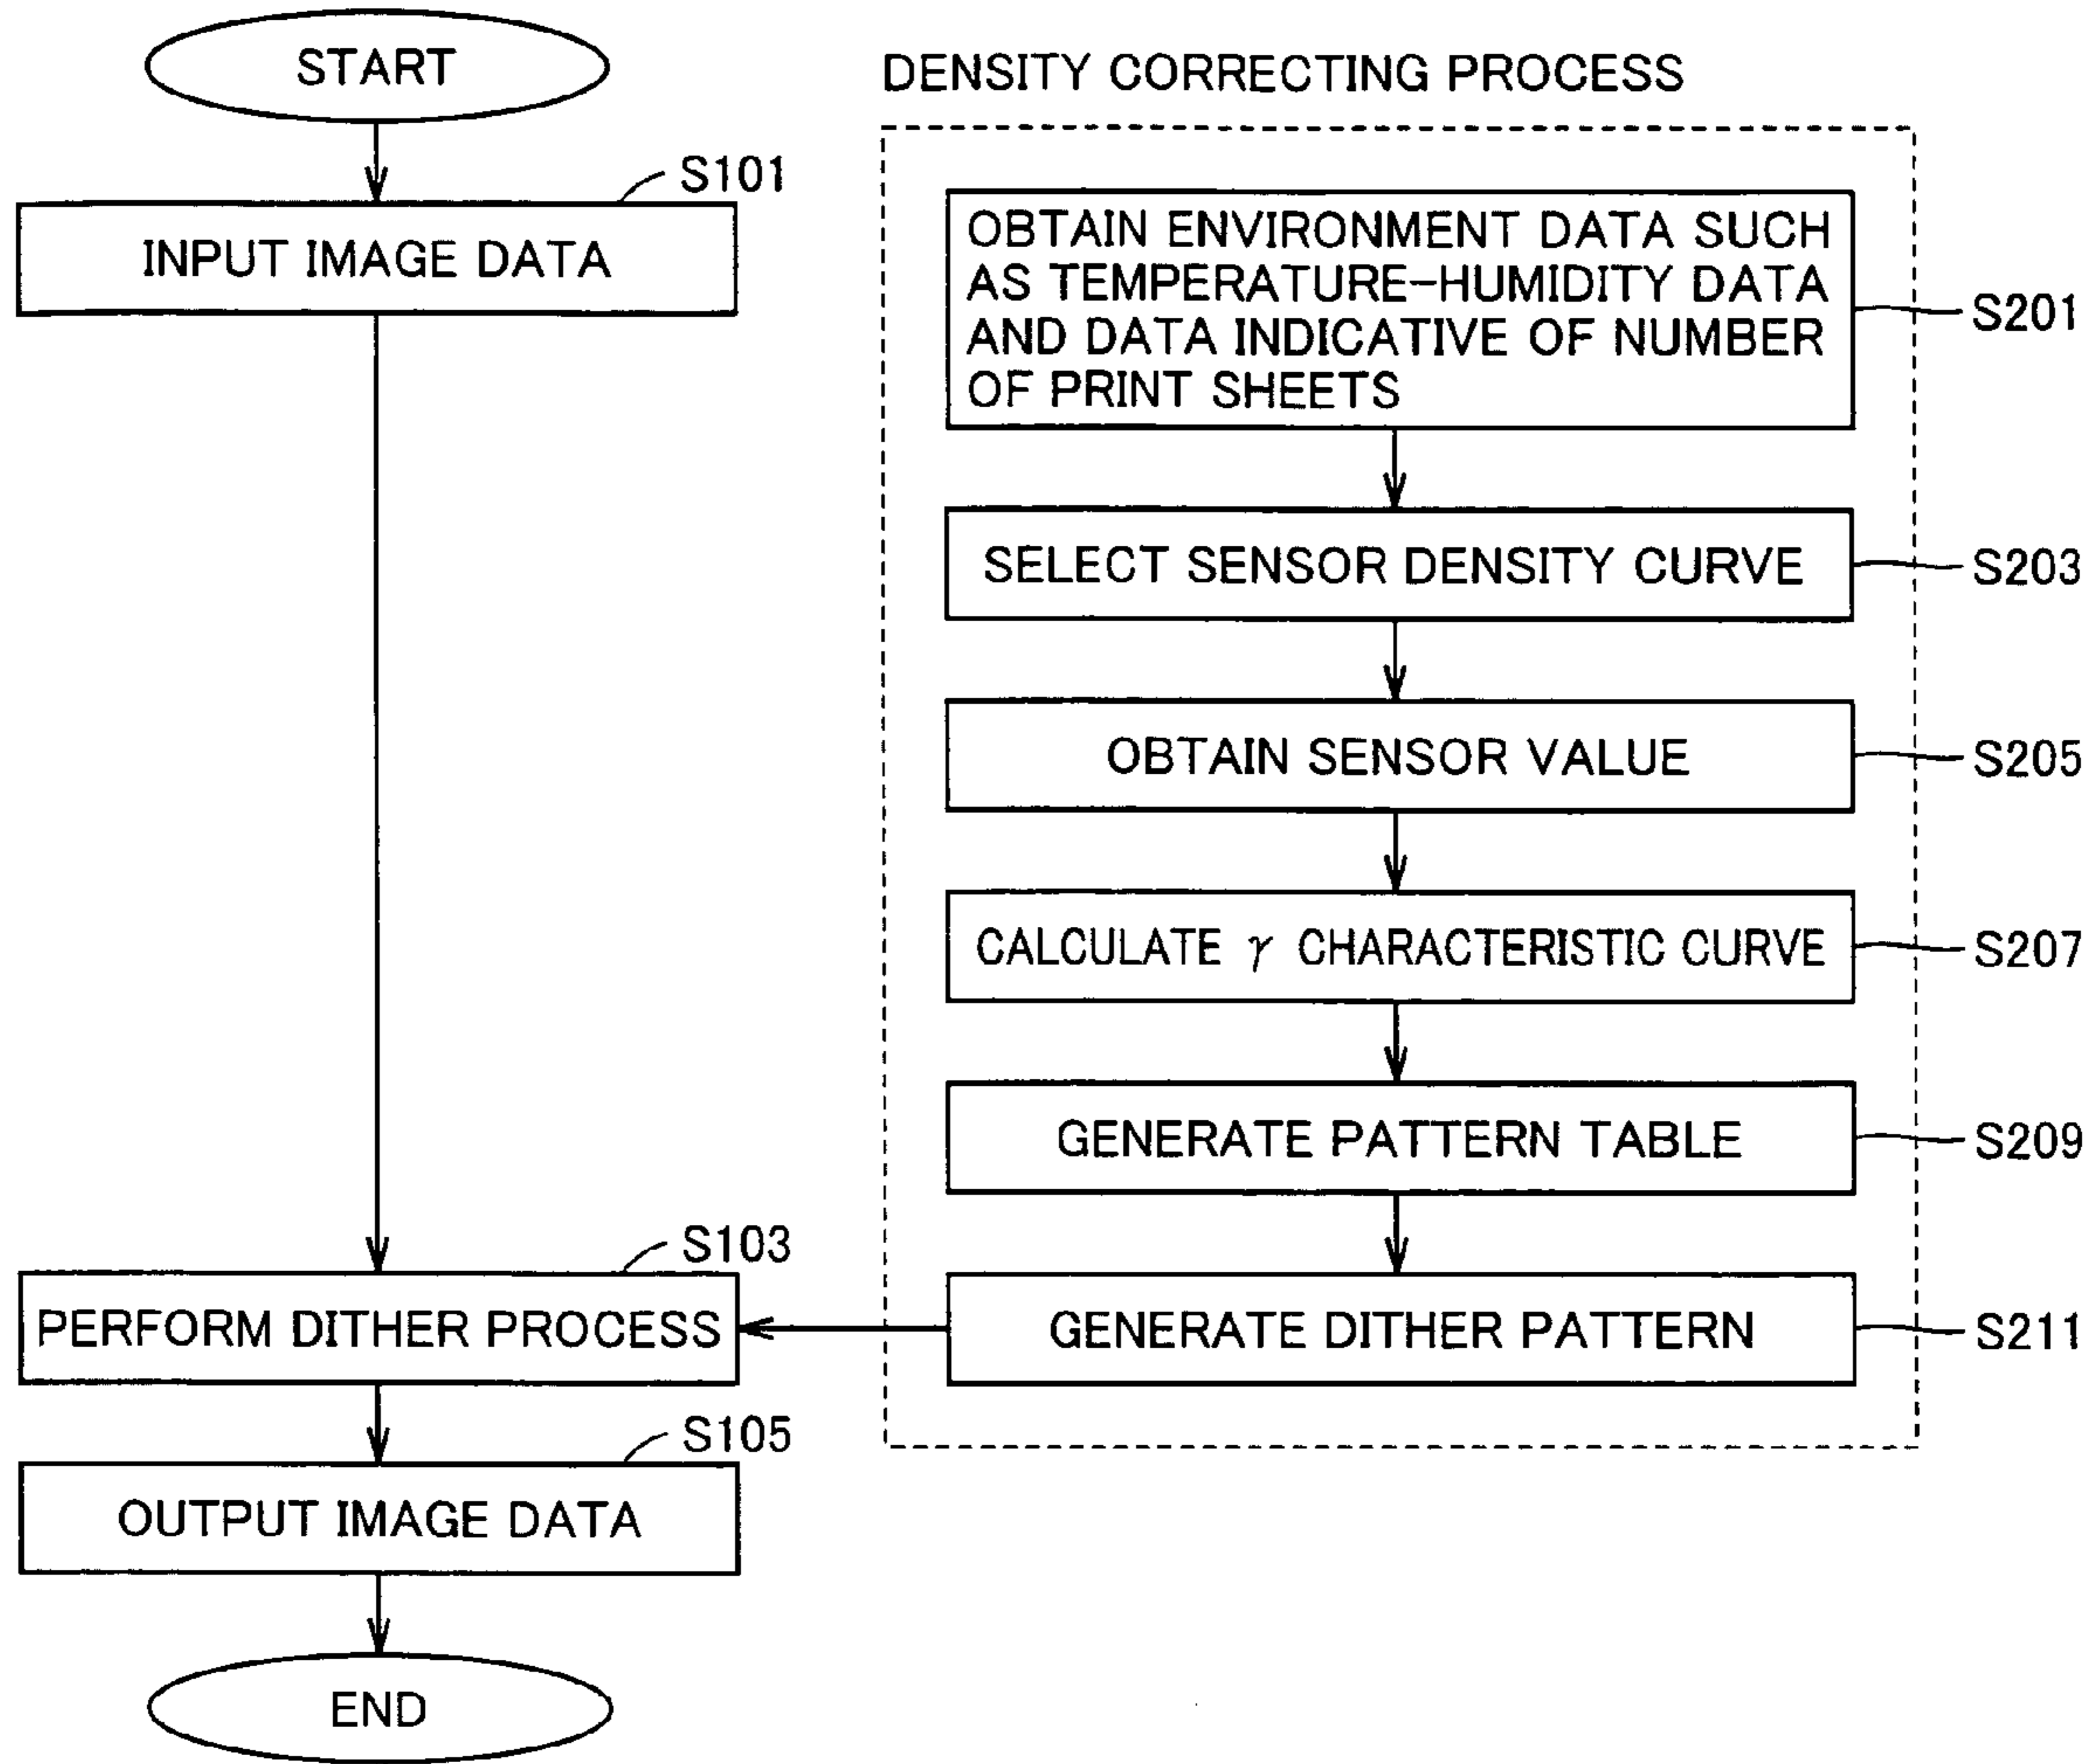 START
S101
INPUT IMAGE DATA
S103
PERFORM DITHER PROCESS
S105
OUTPUT IMAGE DATA
END
DENSITY CORRECTING PROCESS
OBTAIN ENVIRONMENT DATA SUCH
AS TEMPERATURE-HUMIDITY DATA
AND DATA INDICATIVE OF NUMBER
OF PRINT SHEETS
S201
SELECT SENSOR DENSITY CURVE
S203
OBTAIN SENSOR VALUE
S205
CALCULATE γ CHARACTERISTIC CURVE
S207
GENERATE PATTERN TABLE
S209
GENERATE DITHER PATTERN
S211